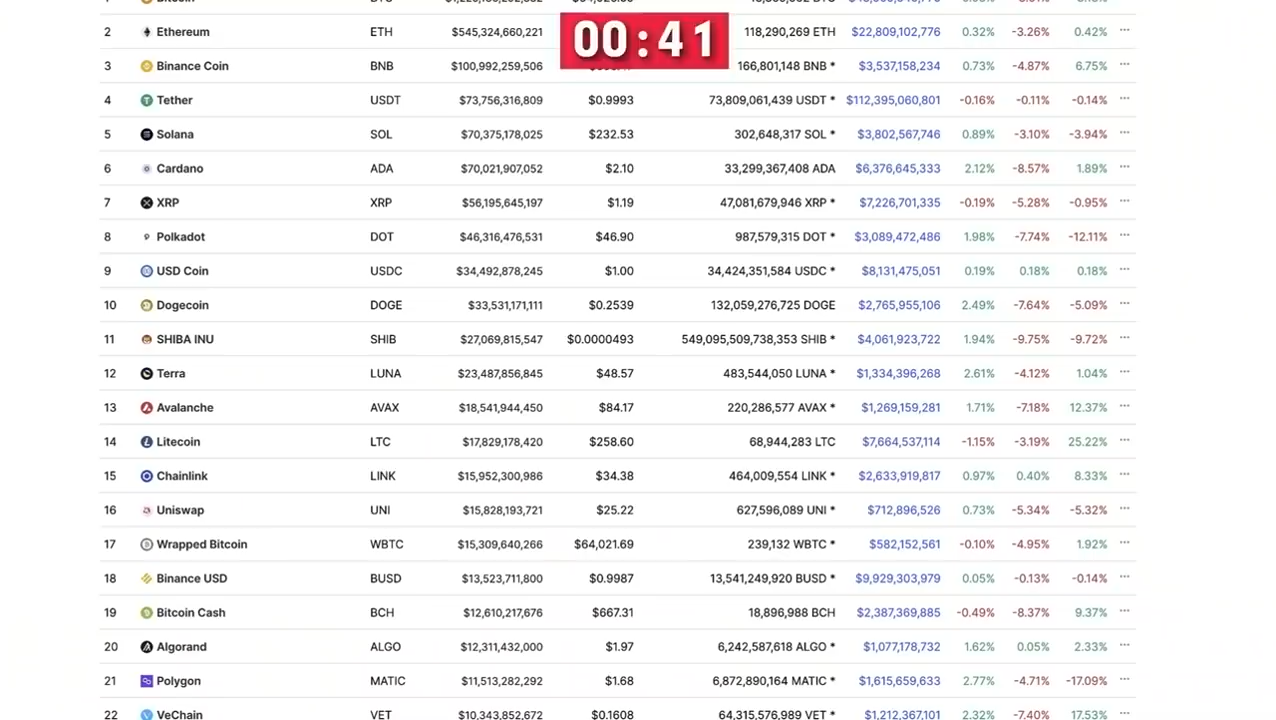 00:41
2 Ethereum ETH $545,324,660,221 118,290,269 ETH $22,809,102,776 0.32% -3.26% 0.42% ...
3 Binance Coin BNB $100,992,259,506 166,801,148 BNB * $3,537,158,234 0.73% -4.87% 6.75% ...
4 Tether USDT $73,756,316,809 $0.9993 73,809,061,439 USDT * $112,395,060,801 -0.16% -0.11% -0.14% ...
5 Solana SOL $70,375,178,025 $232.53 302,648,317 SOL * $3,802,567,746 0.89% -3.10% -3.94% ...
6 Cardano ADA $70,021,907,052 $2.10 33,299,367,408 ADA $6,376,645,333 2.12% -8.57% 1.89% ...
7 XRP XRP $56,195,645,197 $1.19 47,081,679,946 XRP * $7,226,701,335 -0.19% -5.28% -0.95% ...
8 Polkadot DOT $46,316,476,531 $46.90 987,579,315 DOT * $3,089,472,486 1.98% -7.74% -12.11% ...
9 USD Coin USDC $34,492,878,245 $1.00 34,424,351,584 USDC * $8,131,475,051 0.19% 0.18% 0.18% ...
10 Dogecoin DOGE $33,531,171,111 $0.2539 132,059,276,725 DOGE $2,765,955,106 2.49% -7.64% -5.09% ...
11 SHIBA INU SHIB $27,069,815,547 $0.0000493 549,095,509,738,353 SHIB * $4,061,923,722 1.94% -9.75% -9.72% ...
12 Terra LUNA $23,487,856,845 $48.57 483,544,050 LUNA * $1,334,396,268 2.61% -4.12% 1.04% ...
13 Avalanche AVAX $18,541,944,450 $84.17 220,286,577 AVAX * $1,269,159,281 1.71% -7.18% 12.37% ...
14 Litecoin LTC $17,829,178,420 $258.60 68,944,283 LTC $7,664,537,114 -1.15% -3.19% 25.22% ...
15 Chainlink LINK $15,952,300,986 $34.38 464,009,554 LINK * $2,633,919,817 0.97% 0.40% 8.33% ...
16 Uniswap UNI $15,828,193,721 $25.22 627,596,089 UNI * $712,896,526 0.73% -5.34% -5.32% ...
17 Wrapped Bitcoin WBTC $15,309,640,266 $64,021.69 239,132 WBTC * $582,152,561 -0.10% -4.95% 1.92% ...
18 Binance USD BUSD $13,523,711,800 $0.9987 13,541,249,920 BUSD * $9,929,303,979 0.05% -0.13% -0.14% ...
19 Bitcoin Cash BCH $12,610,217,676 $667.31 18,896,988 BCH $2,387,369,885 -0.49% -8.37% 9.37% ...
20 Algorand ALGO $12,311,432,000 $1.97 6,242,587,618 ALGO * $1,077,178,732 1.62% 0.05% 2.33% ...
21 Polygon MATIC $11,513,282,292 $1.68 6,872,890,164 MATIC * $1,615,659,633 2.77% -4.71% -17.09% ...
22 VeChain VET $10,343,852,672 $0.1608 64,315,576,989 VET * $1,212,367,101 2.32% -7.40% 17.53% ...